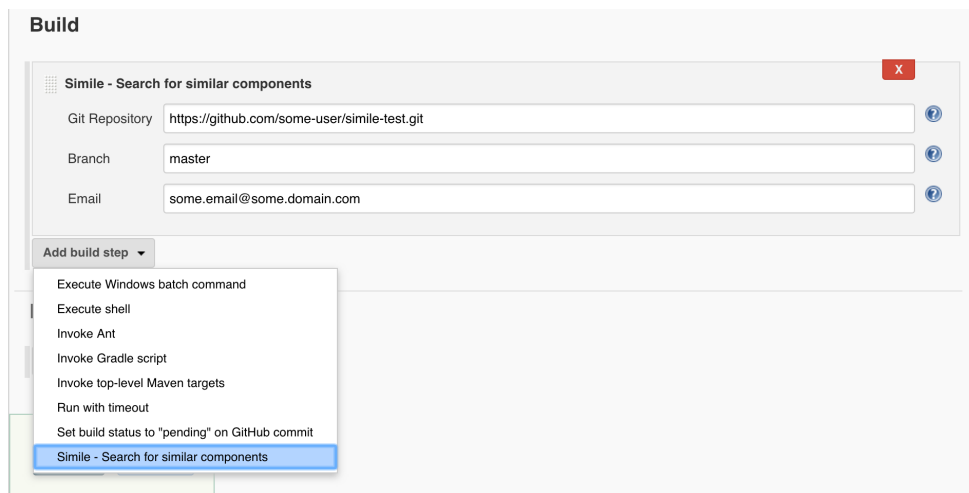 Build
Simile - Search for similar components
X
Git Repository https://github.com/some-user/simile-test.git
Branch master
Email some.email@some.domain.com
Add build step
Execute Windows batch command
Execute shell
Invoke Ant
Invoke Gradle script
Invoke top-level Maven targets
Run with timeout
Set build status to "pending" on GitHub commit
Simile - Search for similar components